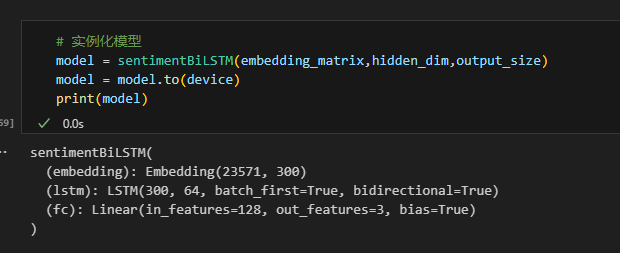 # 实例化模型
model = sentimentBiLSTM(embedding_matrix,hidden_dim,output_size)
model = model.to(device)
print(model)
59]
0.0s
sentimentBiLSTM(
(embedding): Embedding(23571, 300)
(lstm): LSTM(300, 64, batch_first=True, bidirectional=True)
(fc): Linear(in_features=128, out_features=3, bias=True)
)